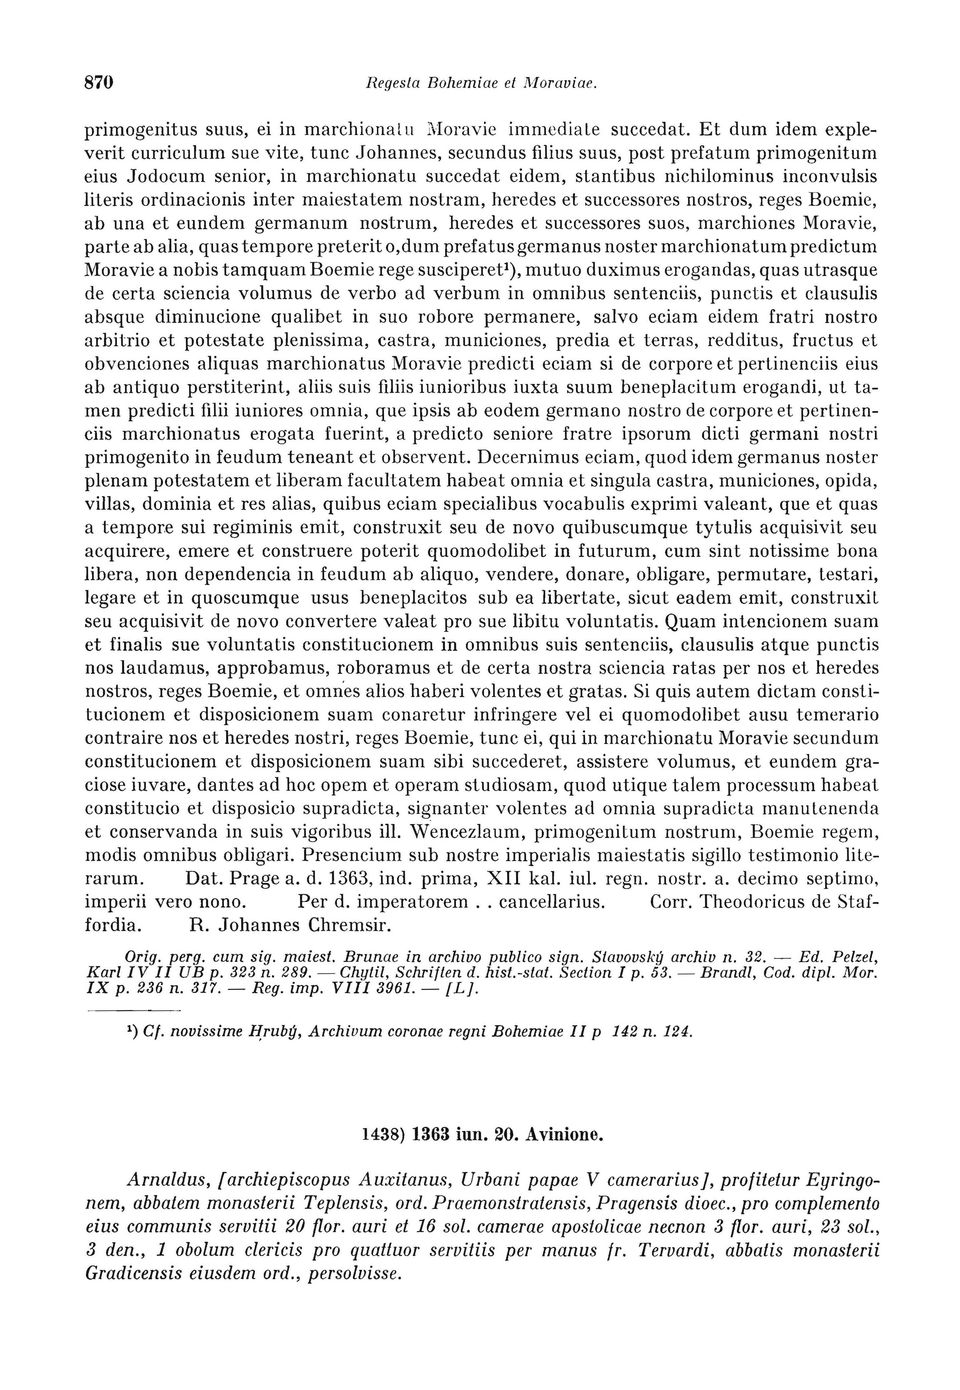 870 Regesta Bohemiae et Moraviae.
primogenitus suus, ei in marchionatu Moravie immediate succedat. Et dum idem exple-
verit curriculum sue vite, tunc Johannes, secundus filius suus, post prefatum primogenitum
eius Jodocum senior, in marchionatu succedat eidem, stantibus nichilominus inconvulsis
literis ordinacionis inter maiestatem nostram, heredes et successores nostros, reges Boemie,
ab una et eundem germanum nostrum, heredes et successores suos, marchiones Moravie,
parte ab alia, quas tempore preterito, dum prefatus germanus noster marchionatum predictum
Moravie a nobis tamquam Boemie rege susciperet¹), mutuo duximus erogandas, quas utrasque
de certa sciencia volumus de verbo ad verbum in omnibus sentenciis, punctis et clausulis
absque diminucione qualibet in suo robore permanere, salvo eciam eidem fratri nostro
arbitrio et potestate plenissima, castra, municiones, predia et terras, redditus, fructus et
obvenciones aliquas marchionatus Moravie predicti eciam si de corpore et pertinenciis eius
ab antiquo perstiterint, aliis suis filiis iunioribus iuxta suum beneplacitum erogandi, ut ta-
men predicti filii iuniores omnia, que ipsis ab eodem germano nostro de corpore et pertinen-
ciis marchionatus erogata fuerint, a predicto seniore fratre ipsorum dicti germani nostri
primogenito in feudum teneant et observent. Decernimus eciam, quod idem germanus noster
plenam potestatem et liberam facultatem habeat omnia et singula castra, municiones, opida,
villas, dominia et res alias, quibus eciam specialibus vocabulis exprimi valeant, que et quas
a tempore sui regiminis emit, construxit seu de novo quibuscumque tytulis acquisivit seu
acquirere, emere et construere poterit quomodolibet in futurum, cum sint notissime bona
libera, non dependencia in feudum ab aliquo, vendere, donare, obligare, permutare, testari,
legare et in quoscumque usus beneplacitos sub ea libertate, sicut eadem emit, construxit
seu acquisivit de novo convertere valeat pro sue libitu voluntatis. Quam intencionem suam
et finalis sue voluntatis constitucionem in omnibus suis sentenciis, clausulis atque punctis
nos laudamus, approbamus, roboramus et de certa nostra sciencia ratas per nos et heredes
nostros, reges Boemie, et omnes alios haberi volentes et gratas. Si quis autem dictam consti-
tucionem et disposicionem suam conaretur infringere vel ei quomodolibet ausu temerario
contraire nos et heredes nostri, reges Boemie, tunc ei, qui in marchionatu Moravie secundum
constitucionem et disposicionem suam sibi succederet, assistere volumus, et eundem gra-
ciose iuvare, dantes ad hoc opem et operam studiosam, quod utique talem processum habeat
constitucio et disposicio supradicta, signanter volentes ad omnia supradicta manutenenda
et conservanda in suis vigoribus ill. Wencezlaum, primogenitum nostrum, Boemie regem,
modis omnibus obligari. Presencium sub nostre imperialis maiestatis sigillo testimonio lite-
rarum. Dat. Prage a. d. 1363, ind. prima, XII kal. iul. regn. nostr. a. decimo septimo,
imperii vero nono. Per d. imperatorem . . cancellarius. Corr. Theodoricus de Staf-
fordia. R. Johannes Chremsir.
Orig. perg. cum sig. maiest. Brunae in archivo publico sign. Stavovský archiv n. 32. — Ed. Pelzel,
Karl IV II UB p. 323 n. 289. — Chytil, Schriften d. hist.-stat. Section I p. 53. — Brandl, Cod. dipl. Mor.
IX p. 236 n. 317. — Reg. imp. VIII 3961. — [L].
¹) Cf. novissime Hrubý, Archivum coronae regni Bohemiae II p 142 n. 124.
1438) 1363 iun. 20. Avinione.
Arnaldus, [archiepiscopus Auxitanus, Urbani papae V camerarius], profitetur Eyringo-
nem, abbatem monasterii Teplensis, ord. Praemonstratensis, Pragensis dioec., pro complemento
eius communis servitii 20 flor. auri et 16 sol. camerae apostolicae necnon 3 flor. auri, 23 sol.,
3 den., 1 obolum clericis pro quattuor servitiis per manus fr. Tervardi, abbatis monasterii
Gradicensis eiusdem ord., persolvisse.